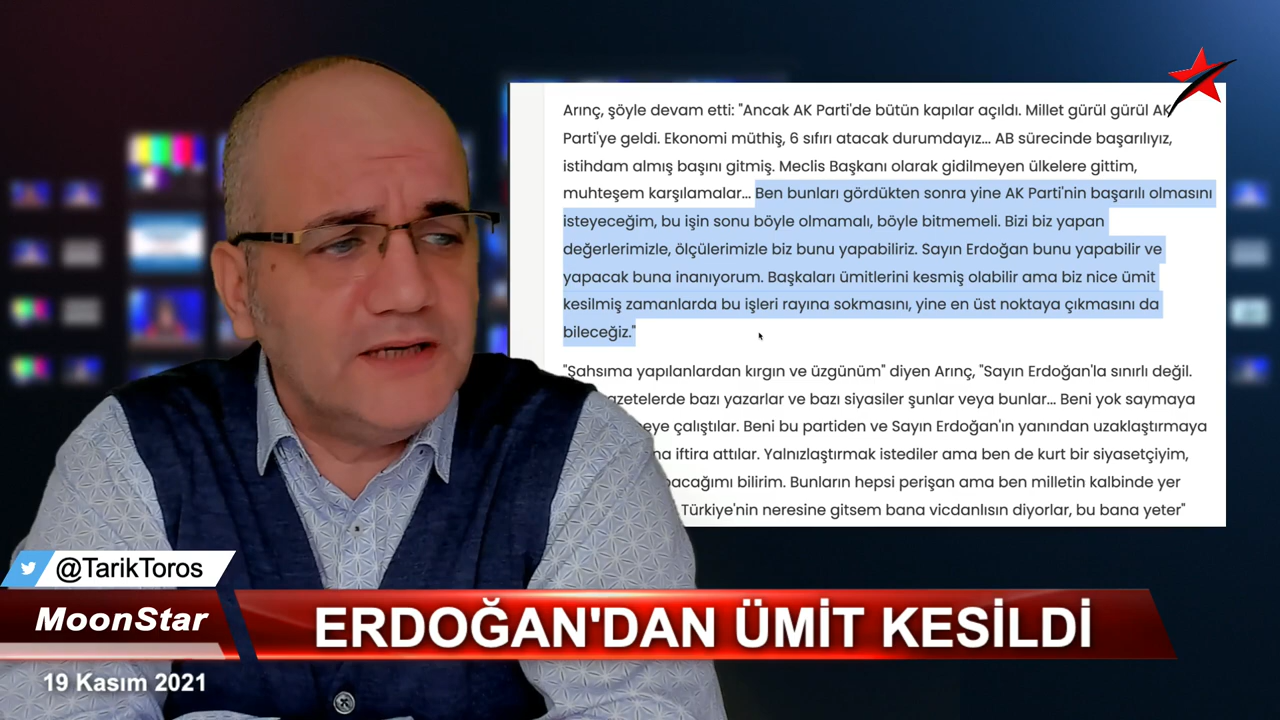 Arınç, şöyle devam etti: "Ancak AK Parti'de bütün kapılar açıldı. Millet gürül gürül AK
Parti'ye geldi. Ekonomi müthiş, 6 sıfırı atacak durumdayız... AB sürecinde başarılıyız,
istihdam almış başını gitmiş. Meclis Başkanı olarak gidilmeyen ülkelere gittim,
muhteşem karşılamalar... Ben bunları gördükten sonra yine AK Parti'nin başarılı olmasını
isteyeceğim, bu işin sonu böyle olmamalı, böyle bitmemeli. Bizi biz yapan
değerlerimizle, ölçülerimizle biz bunu yapabiliriz. Sayın Erdoğan bunu yapabilir ve
yapacak buna inanıyorum. Başkaları ümitlerini kesmiş olabilir ama biz nice ümit
kesilmiş zamanlarda bu işleri rayına sokmasını, yine en üst noktaya çıkmasını da
bileceğiz."
"Şahsıma yapılanlardan kırgın ve üzgünüm" diyen Arınç, "Sayın Erdoğan'la sınırlı değil.
bazı yazarlar ve bazı siyasiler şunlar veya bunlar... Beni yok saymaya
çalıştılar. Beni bu partiden ve Sayın Erdoğan'ın yanından uzaklaştırmaya
iftira attılar. Yalnızlaştırmak istediler ama ben de kurt bir siyasetçiyim,
bilirim. Bunların hepsi perişan ama ben milletin kalbinde yer
Türkiye'nin neresine gitsem bana vicdanlısın diyorlar, bu bana yeter"
@TarikToros
MoonStar
ERDOĞAN'DAN ÜMİT KESİLDİ
19 Kasım 2021